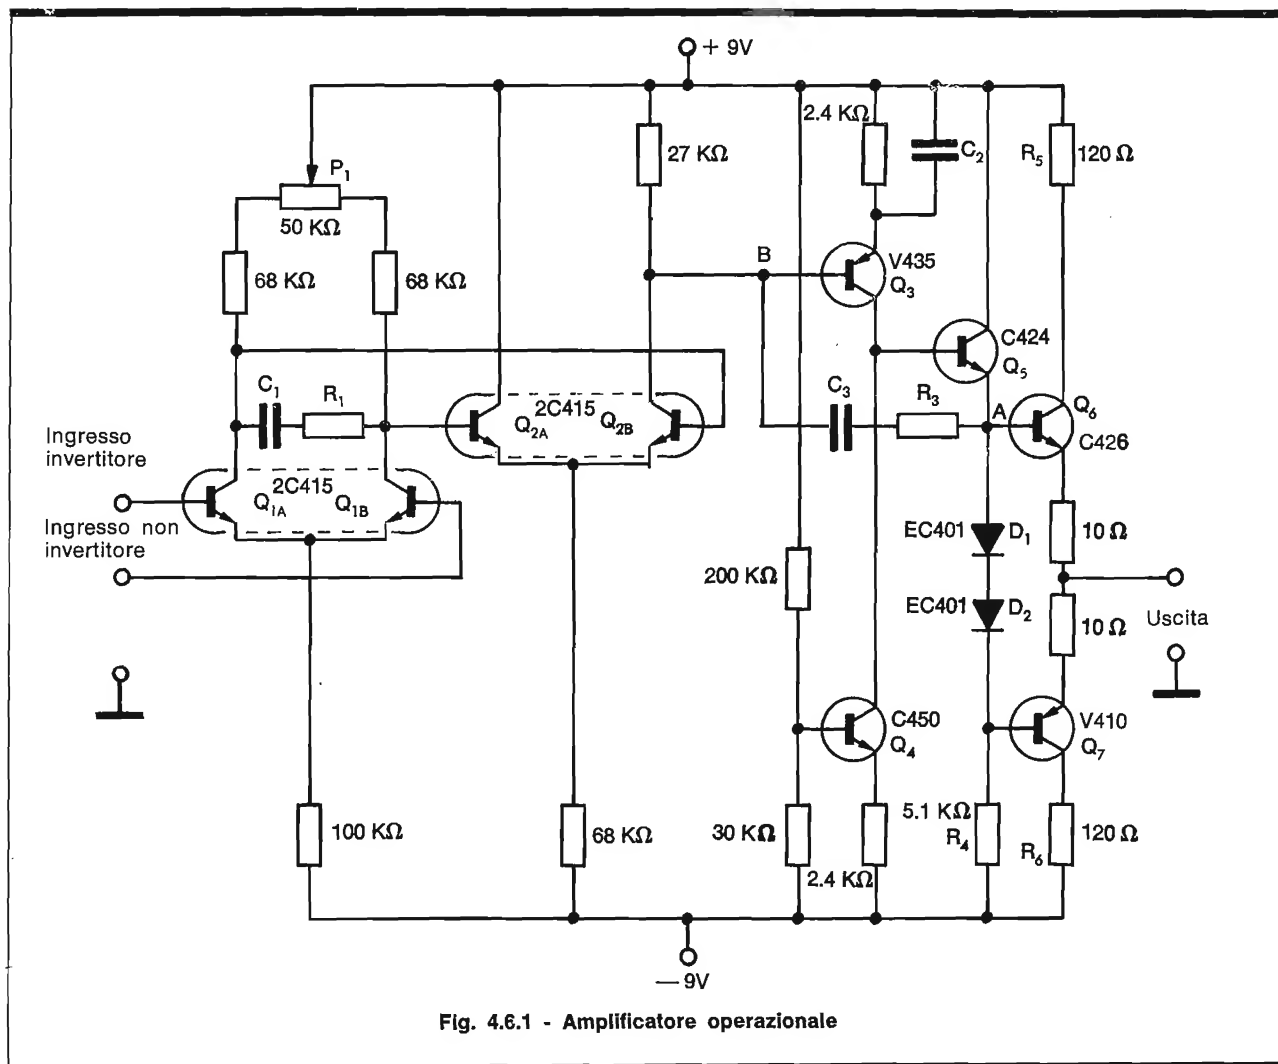 + 9V
2.4 KΩ
C2
R5
120 Ω
27 KΩ
P1
50 KΩ
68 KΩ
68 KΩ
B
V435
Q3
C424
Q5
C1
R1
C3
R3
A
Q6
C426
2C415
Q2A
Q2B
Ingresso
invertitore
2C415
Q1A
Q1B
Ingresso non
invertitore
EC401
D1
10 Ω
200 KΩ
EC401
D2
10 Ω
Uscita
C450
Q4
V410
Q7
100 KΩ
68 KΩ
30 KΩ
2.4 KΩ
5.1 KΩ
R4
R6
120 Ω
— 9V
Fig. 4.6.1 - Amplificatore operazionale